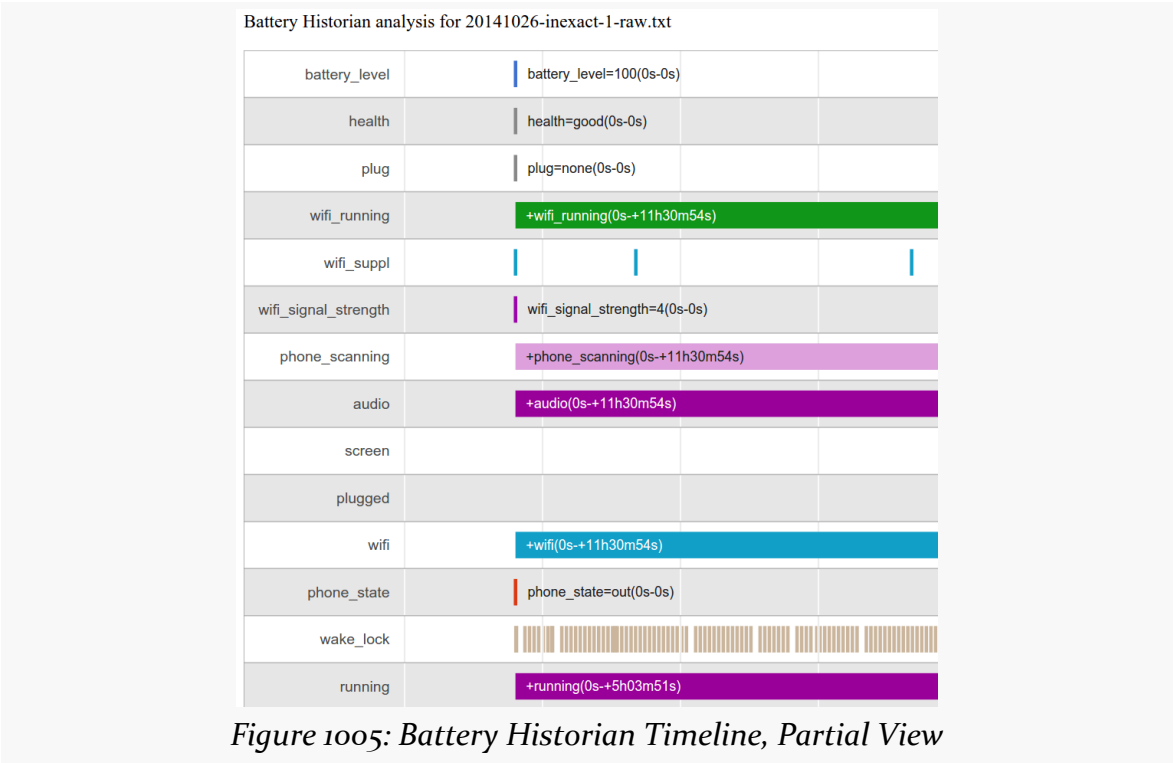 Battery Historian analysis for 20141026-inexact-1-raw.txt
battery_level battery_level=100(0s-0s)
health health=good(0s-0s)
plug plug=none(0s-0s)
wifi_running +wifi_running(0s-+11h30m54s)
wifi_suppl
wifi_signal_strength wifi_signal_strength=4(0s-0s)
phone_scanning +phone_scanning(0s-+11h30m54s)
audio +audio(0s-+11h30m54s)
screen
plugged
wifi +wifi(0s-+11h30m54s)
phone_state phone_state=out(0s-0s)
wake_lock
running +running(0s-+5h03m51s)
Figure 1005: Battery Historian Timeline, Partial View